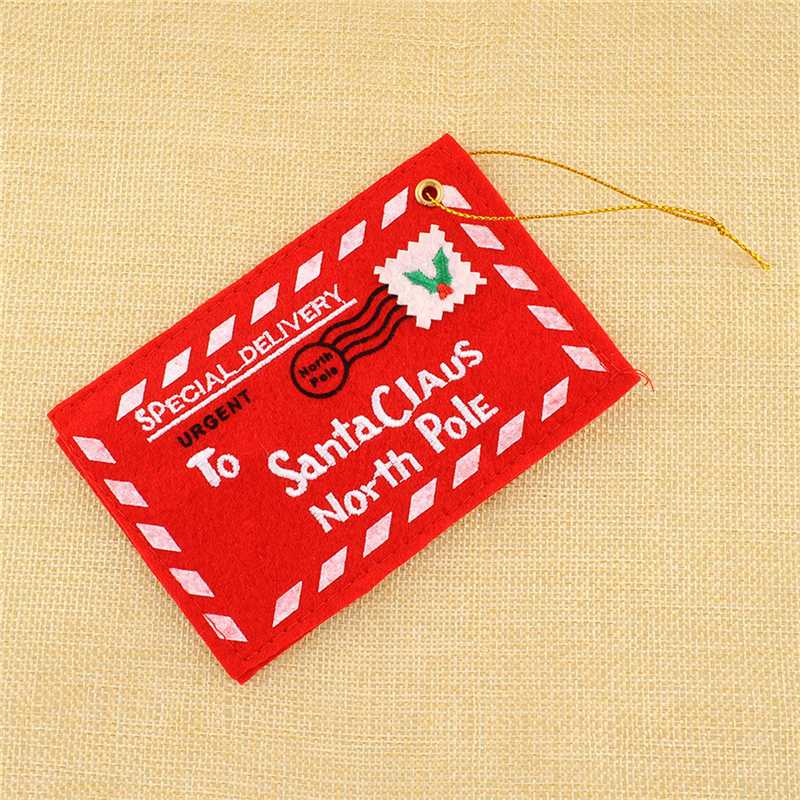 SPECIAL DELIVERY
URGENT
North
Pole
To
SantaClAUS
North PolE